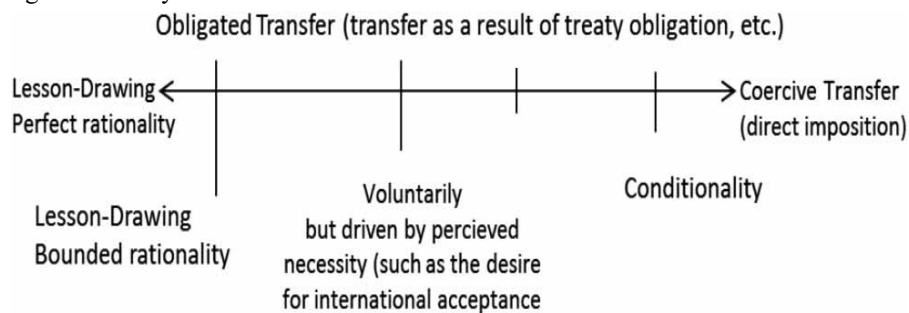 Obligated Transfer (transfer as a result of treaty obligation, etc.)
Lesson-Drawing
Perfect rationality
Coercive Transfer
(direct imposition)
Lesson-Drawing
Bounded rationality
Voluntarily
but driven by percieved
necessity (such as the desire
for international acceptance
Conditionality